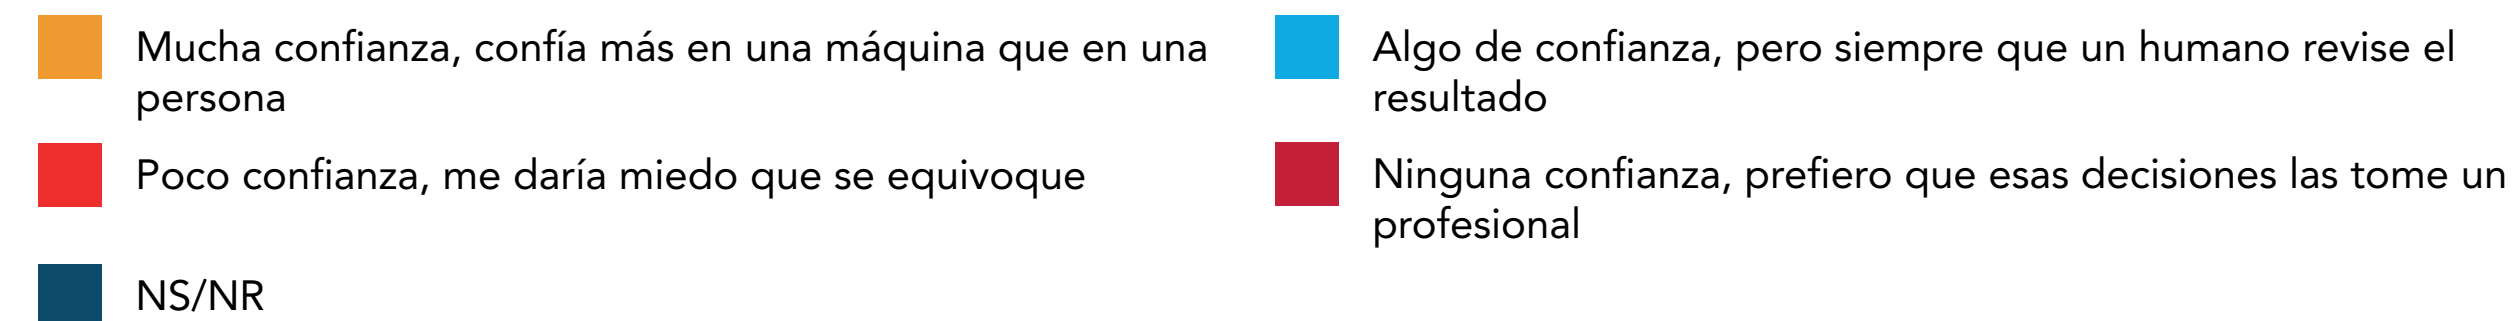 Mucha confianza, confía más en una máquina que en una
persona
Algo de confianza, pero siempre que un humano revise el
resultado
Poco confianza, me daría miedo que se equivoque
Ninguna confianza, prefiero que esas decisiones las tome un
profesional
NS/NR